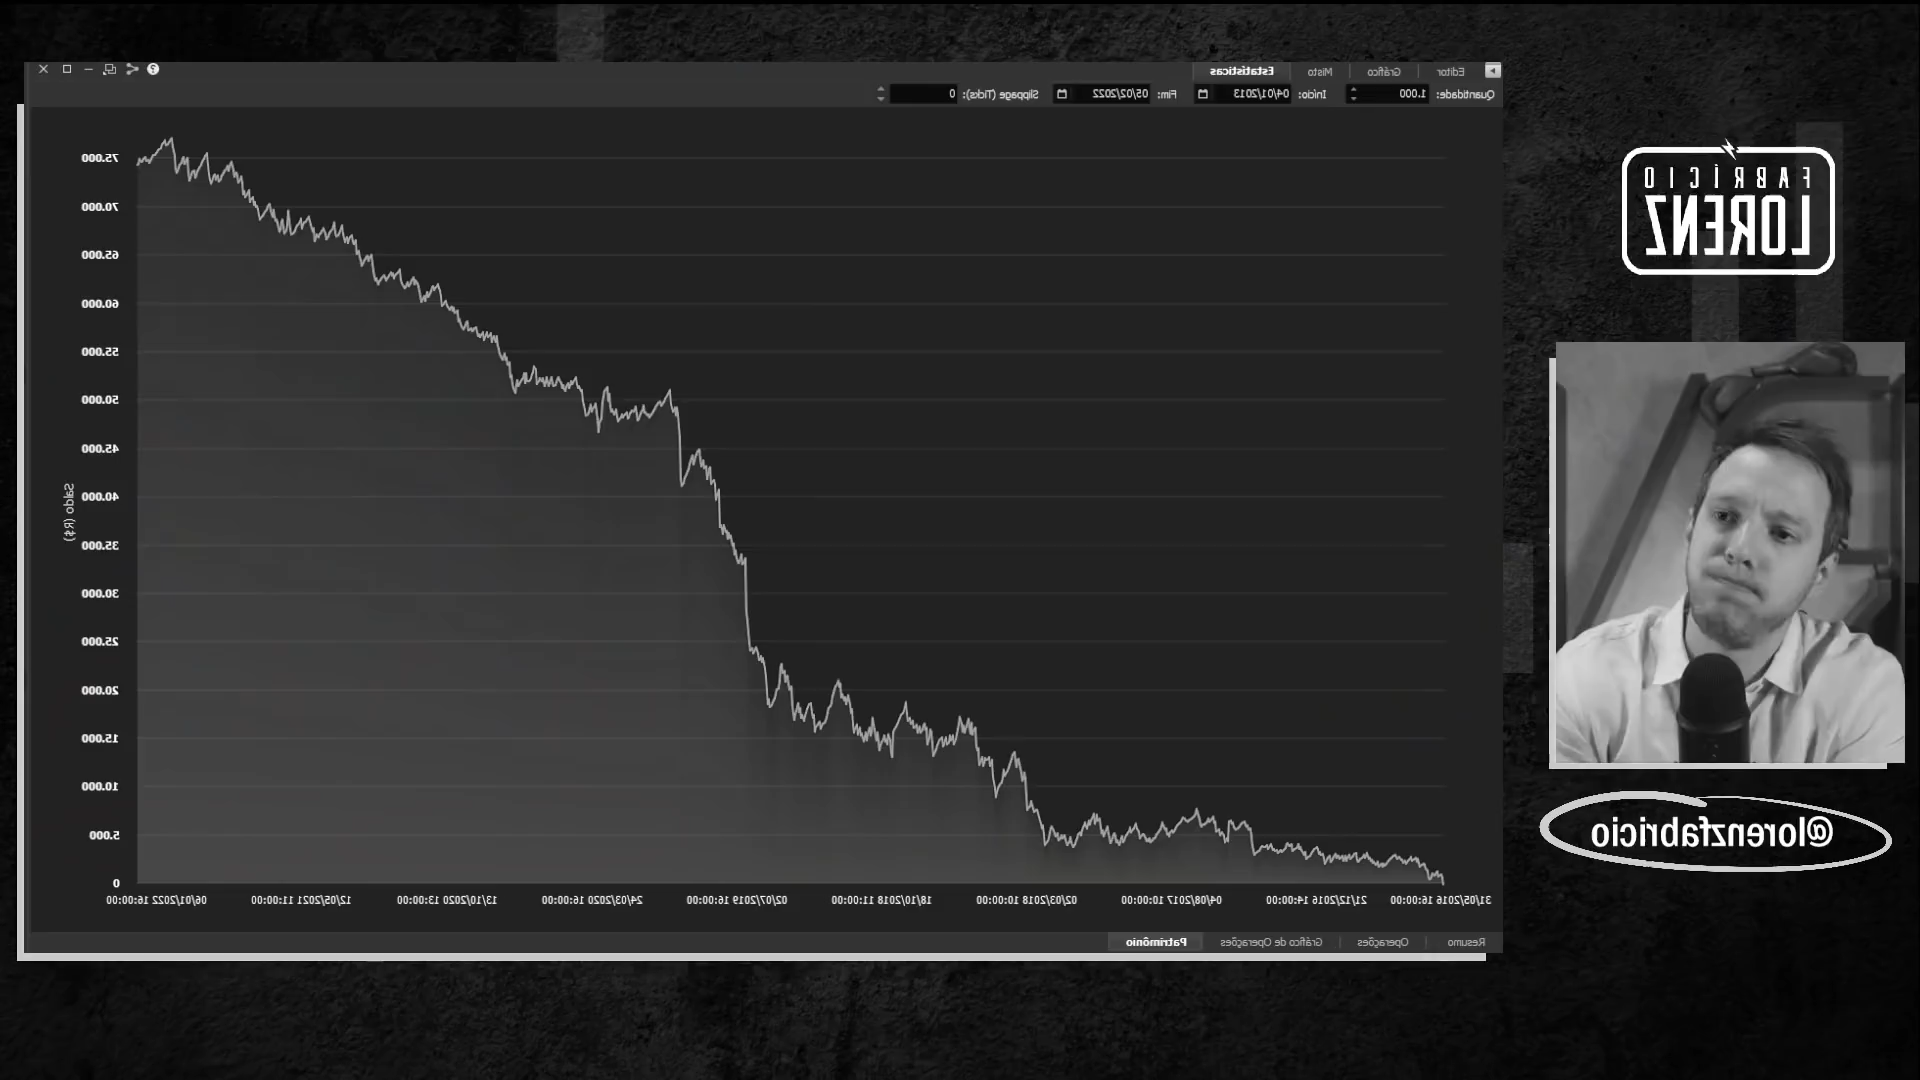 Editor Gráfico Misto Estatísticas
Quantidade: 1.000 Início: 04/01/2013 Fim: 05/02/2022 Slippage (Ticks): 0
FABRÍCIO
LORENZ
75.000
70.000
65.000
60.000
55.000
50.000
45.000
40.000
35.000
30.000
25.000
20.000
15.000
10.000
5.000
0
Saldo (R$)
31/05/2016 16:00:00 21/12/2016 14:00:00 04/08/2017 10:00:00 02/03/2018 10:00:00 18/10/2018 11:00:00 02/07/2019 16:00:00 24/03/2020 16:00:00 13/10/2020 13:00:00 12/05/2021 11:00:00 06/01/2022 16:00:00
Resumo Operações Gráfico de Operações Patrimônio
@lorenzfabricio